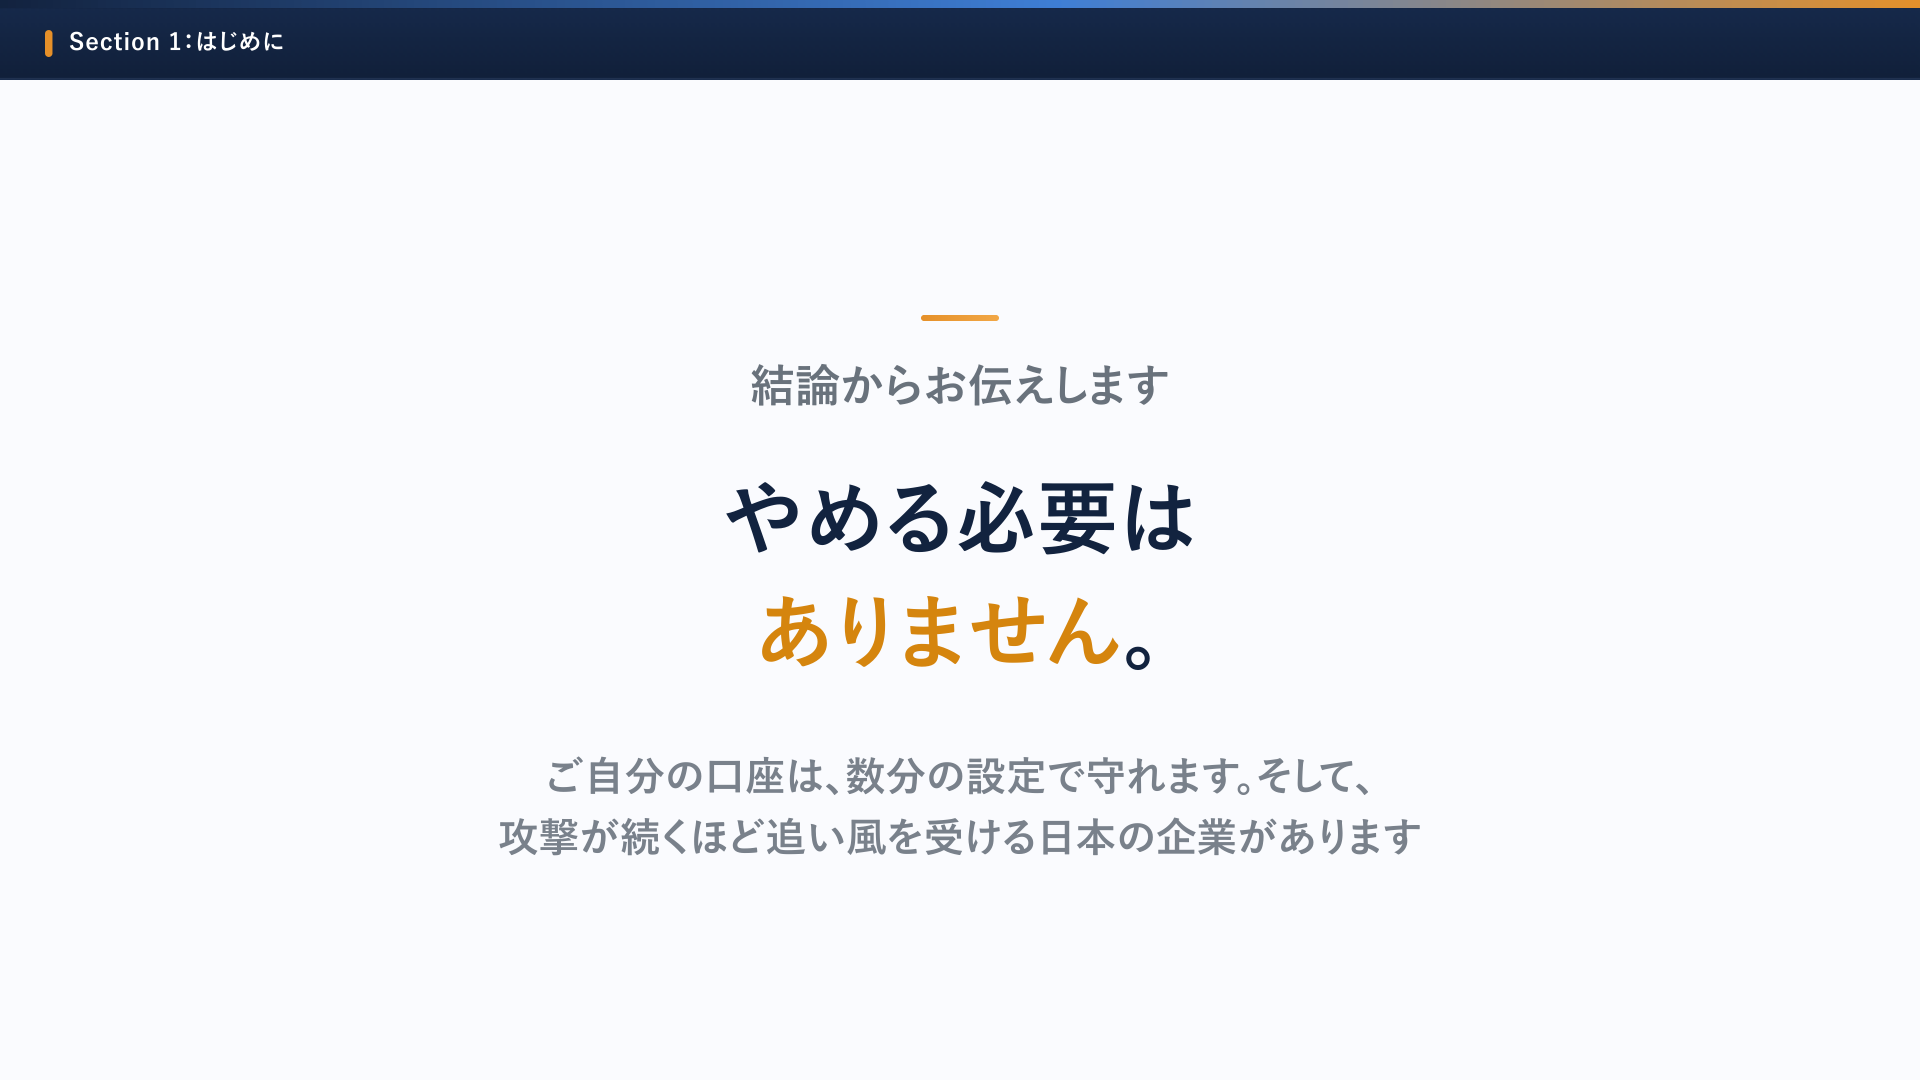 Section 1：はじめに
結論からお伝えします
やめる必要は
ありません。
ご自分の口座は、数分の設定で守れます。そして、
攻撃が続くほど追い風を受ける日本の企業があります